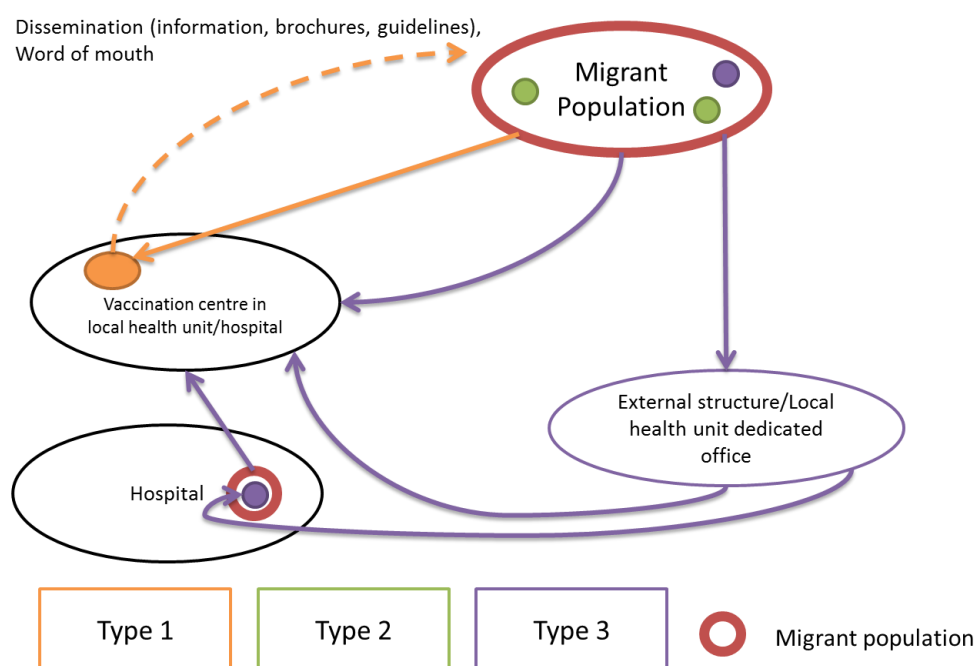 Dissemination (information, brochures, guidelines),
Word of mouth
Migrant
Population
Vaccination centre in
local health unit/hospital
External structure/Local
health unit dedicated
office
Hospital
Type 1
Type 2
Type 3
Migrant population